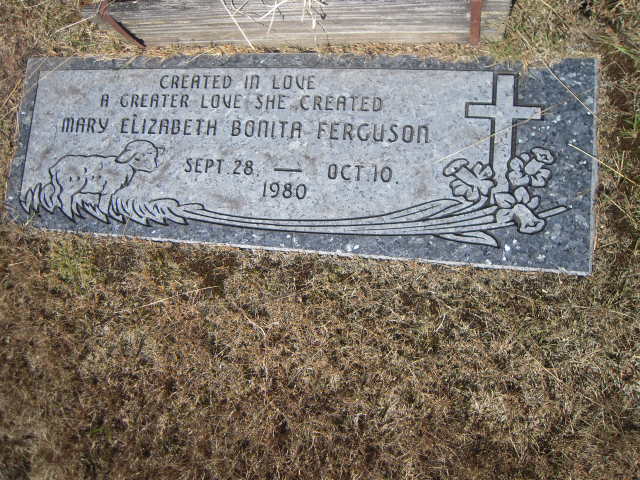 CREATED IN LOVE
A GREATER LOVE SHE CREATED
MARY ELIZABETH BONITA FERGUSON
SEPT. 28. — OCT. 10.
1980